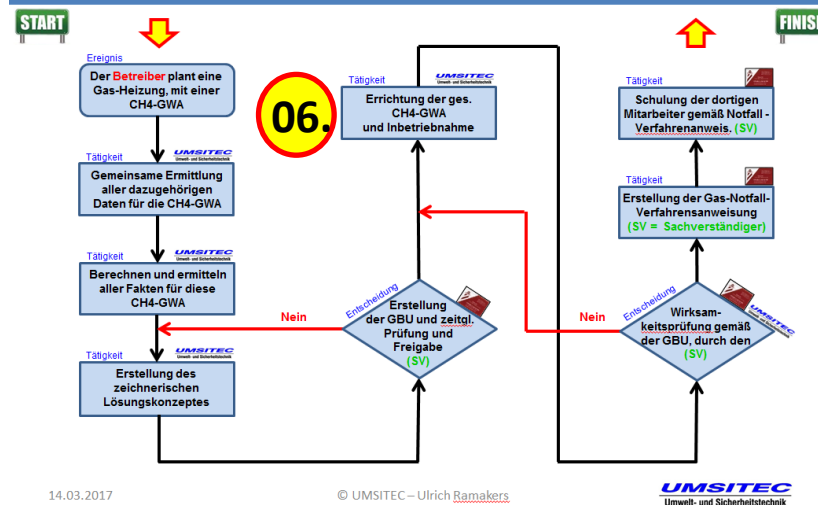 START
Ereignis
Der Betreiber plant eine
Gas-Heizung, mit einer
CH4-GWA
Tätigkeit
UMSITEC
Umwelt- und Sicherheitstechnik
Gemeinsame Ermittlung
aller dazugehörigen
Daten für die CH4-GWA
Tätigkeit
UMSITEC
Umwelt- und Sicherheitstechnik
Berechnen und ermitteln
aller Fakten für diese
CH4-GWA
Tätigkeit
UMSITEC
Umwelt- und Sicherheitstechnik
Erstellung des
zeichnerischen
Lösungskonzeptes
06.
Tätigkeit
UMSITEC
Umwelt- und Sicherheitstechnik
Errichtung der ges.
CH4-GWA
und Inbetriebnahme
Nein
Entscheidung
Erstellung
der GBU und zeitgl.
Prüfung und
Freigabe
(SV)
Nein
Entscheidung
UMSITEC
Wirksam-
keitsprüfung gemäß
der GBU, durch den
(SV)
Tätigkeit
Erstellung der Gas-Notfall-
Verfahrensanweisung
(SV = Sachverständiger)
Tätigkeit
Schulung der dortigen
Mitarbeiter gemäß Notfall -
Verfahrenanweis. (SV)
FINISH
14.03.2017
© UMSITEC – Ulrich Ramakers
UMSITEC
Umwelt- und Sicherheitstechnik